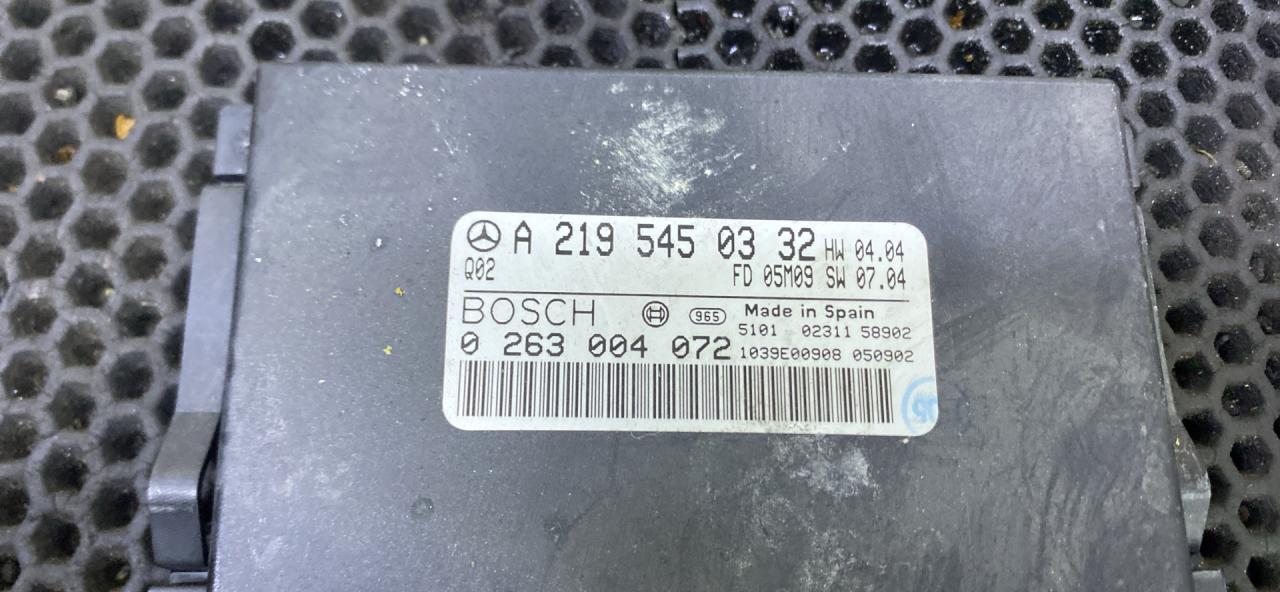 A 219 545 03 32 HW 04.04
Q02 FD 05M09 SW 07.04
BOSCH 965 Made in Spain
5101 02311 58902
0 263 004 072 1039E00908 050902